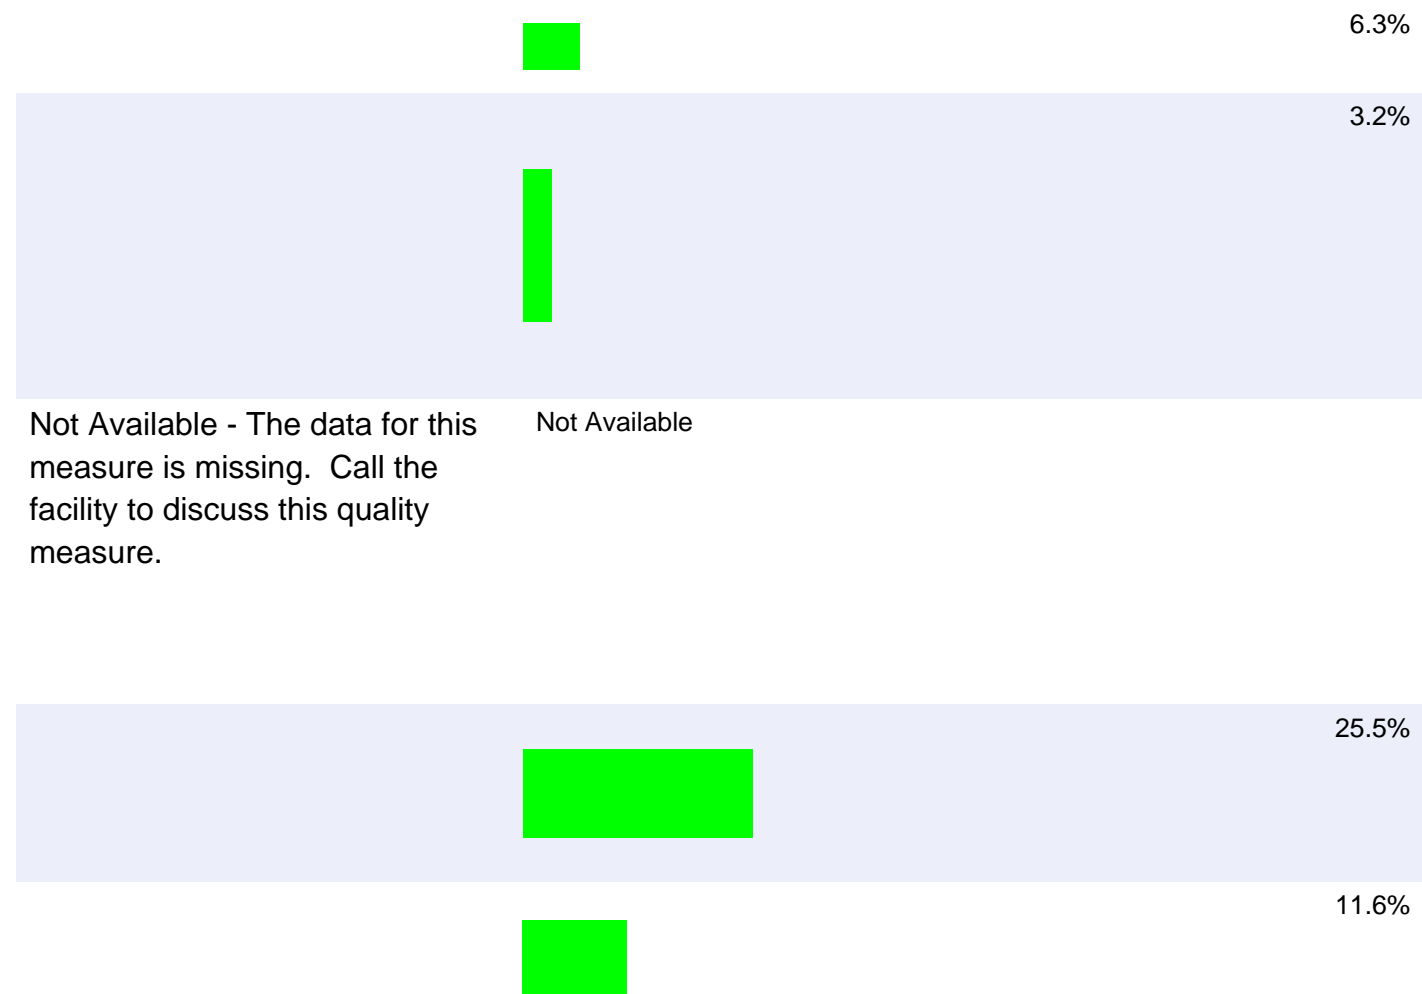 6.3%
3.2%
Not Available - The data for this
measure is missing.  Call the
facility to discuss this quality
measure.
Not Available
25.5%
11.6%